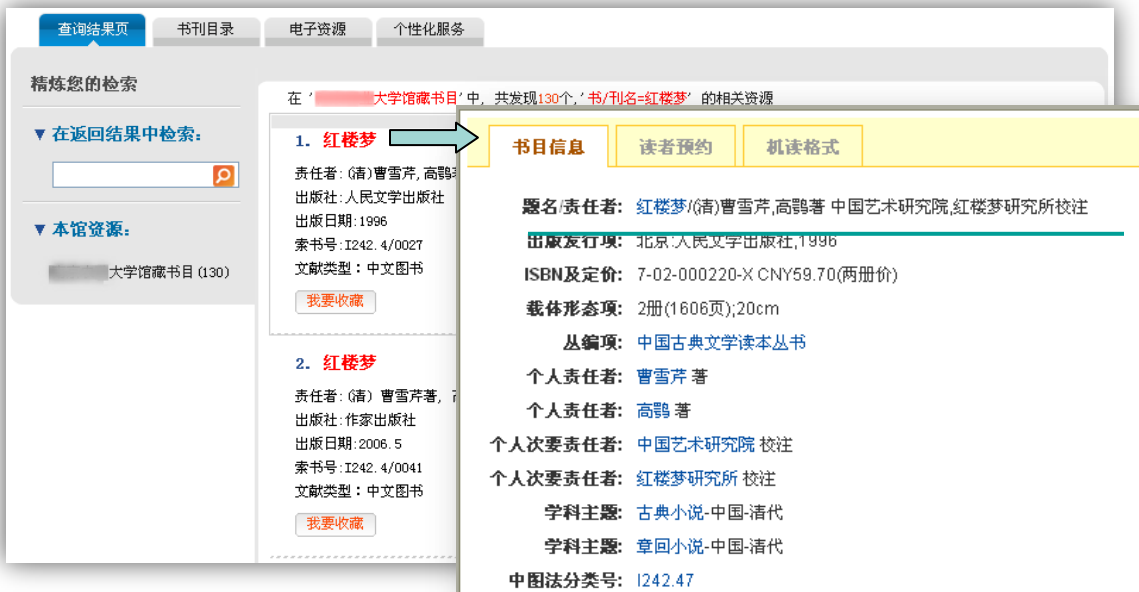 查询结果页 书刊目录 电子资源 个性化服务
精炼您的检索
▼ 在返回结果中检索:
▼ 本馆资源:
大学馆藏书目(130)
在 '大学馆藏书目' 中, 共发现130个, '书/刊名=红楼梦' 的相关资源
1. 红楼梦
责任者: (清)曹雪芹, 高鹗
出版社:人民文学出版社
出版日期:1996
索书号:I242.4/0027
文献类型:中文图书
我要收藏
2. 红楼梦
责任者: (清) 曹雪芹著,
出版社:作家出版社
出版日期:2006.5
索书号:I242.4/0041
文献类型:中文图书
我要收藏
书目信息 读者预约 机读格式
题名/责任者: 红楼梦/(清)曹雪芹,高鹗著 中国艺术研究院,红楼梦研究所校注
出版发行项: 北京:人民文学出版社,1996
ISBN及定价: 7-02-000220-X CNY59.70(两册价)
载体形态项: 2册(1606页);20cm
丛编项: 中国古典文学读本丛书
个人责任者: 曹雪芹 著
个人责任者: 高鹗 著
个人次要责任者: 中国艺术研究院 校注
个人次要责任者: 红楼梦研究所 校注
学科主题: 古典小说-中国-清代
学科主题: 章回小说-中国-清代
中图法分类号: I242.47